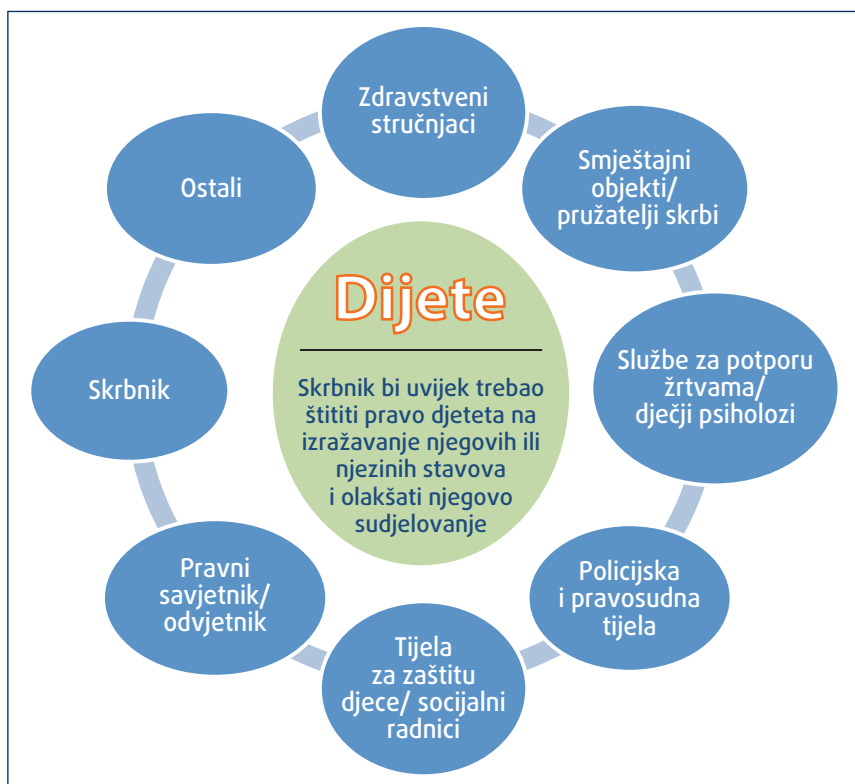 Zdravstveni
stručnjaci
Smještajni
objekti/
pružatelji skrbi
Službe za potporu
žrtvama/
dječji psiholozi
Policijska
i pravosudna
tijela
Tijela
za zaštitu
djece/ socijalni
radnici
Pravni
savjetnik/
odvjetnik
Skrbnik
Ostali
Dijete
Skrbnik bi uvijek trebao
štititi pravo djeteta na
izražavanje njegovih ili
njezinih stavova
i olakšati njegovo
sudjelovanje